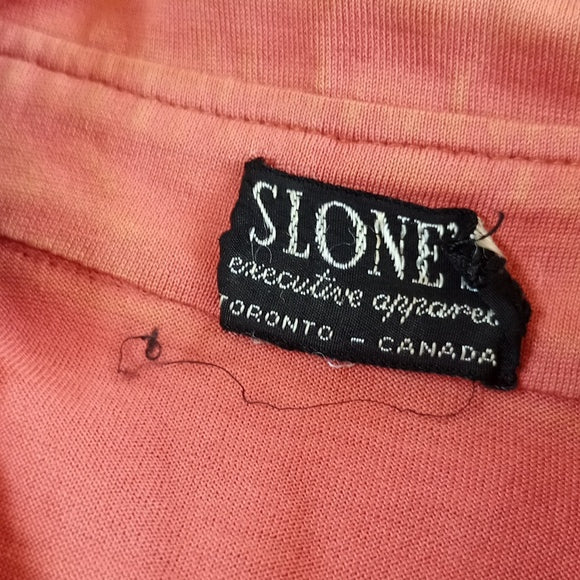 SLONE'S
executive apparel
TORONTO - CANADA